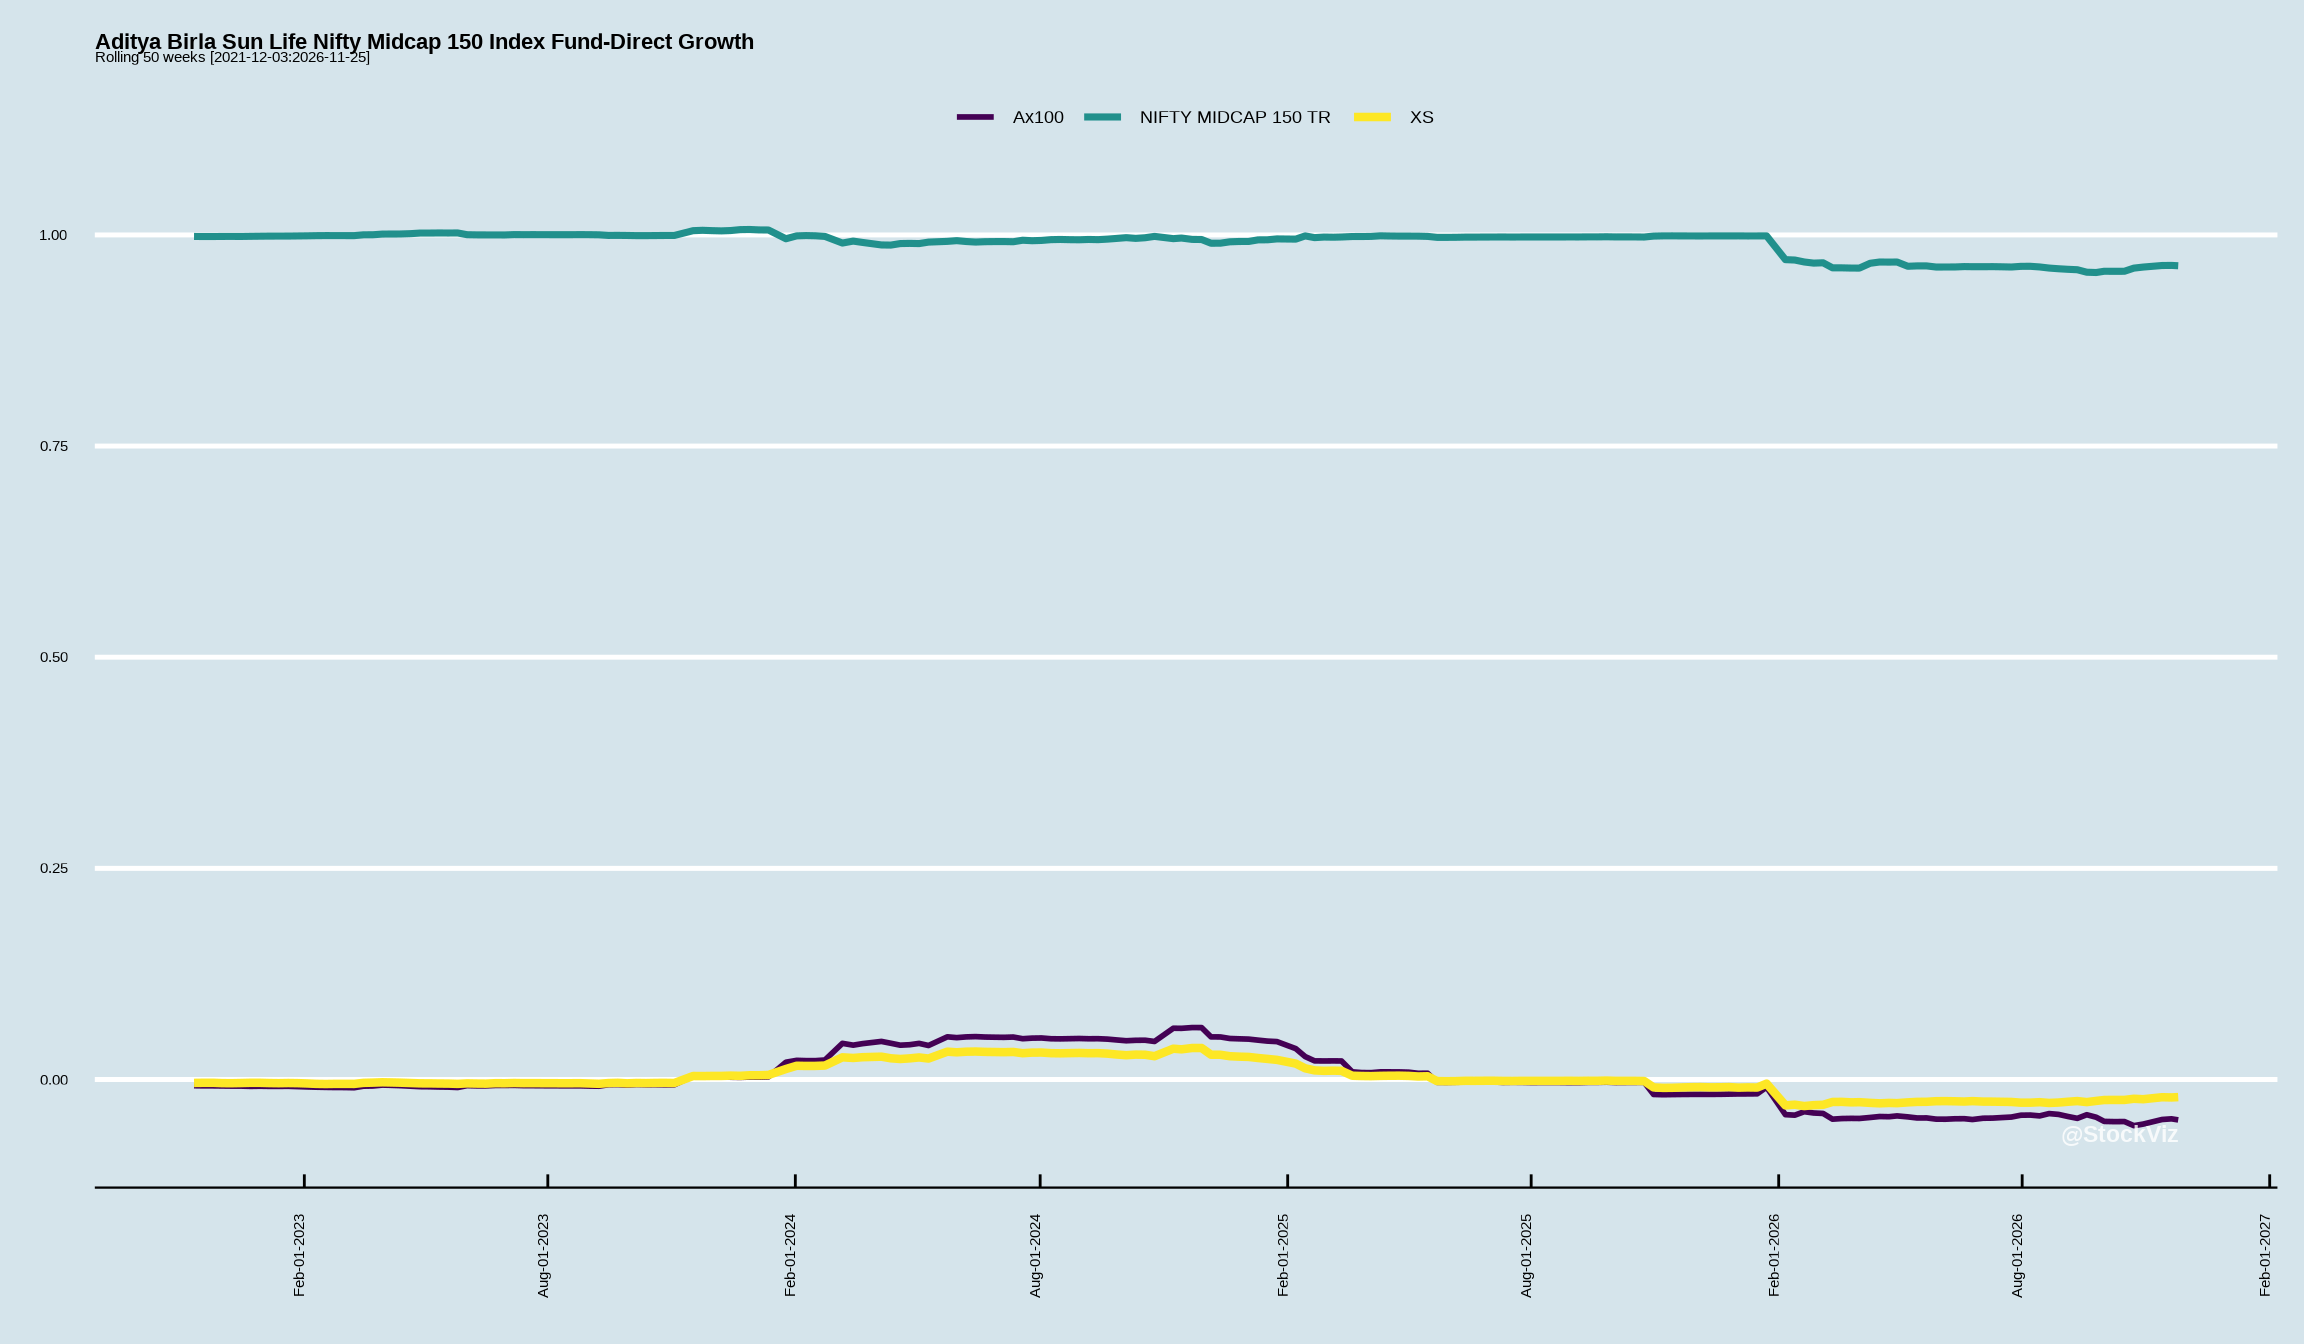 Aditya Birla Sun Life Nifty Midcap 150 Index Fund-Direct Growth
Rolling 50 weeks [2021-12-03:2026-11-25]
Ax100 NIFTY MIDCAP 150 TR XS
1.00
0.75
0.50
0.25
0.00
@StockViz
Feb-01-2023 Aug-01-2023 Feb-01-2024 Aug-01-2024 Feb-01-2025 Aug-01-2025 Feb-01-2026 Aug-01-2026 Feb-01-2027